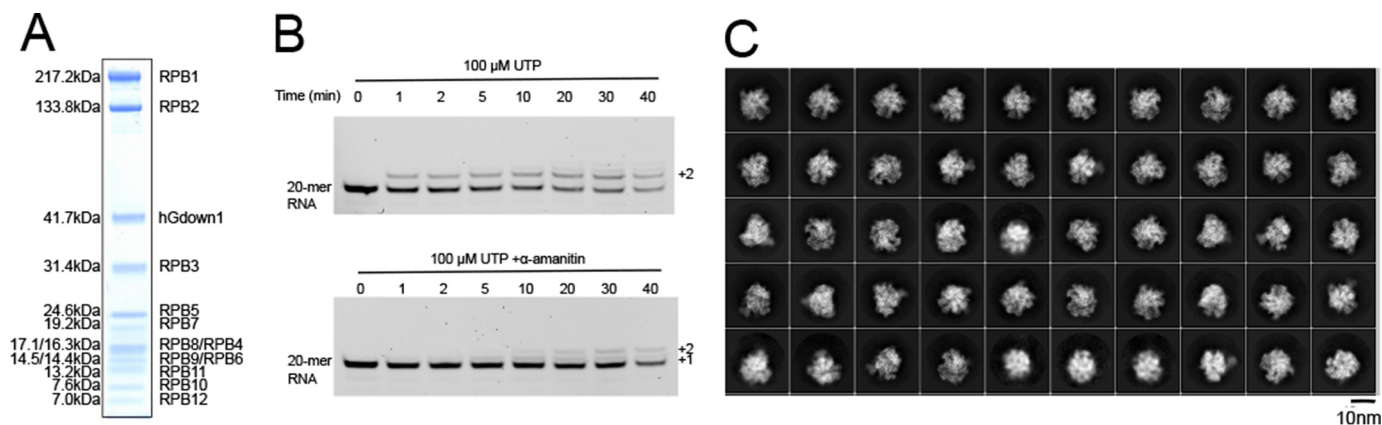 A
217.2kDa RPB1
133.8kDa RPB2
41.7kDa hGdown1
31.4kDa RPB3
24.6kDa RPB5
19.2kDa RPB7
17.1/16.3kDa RPB8/RPB4
14.5/14.4kDa RPB9/RPB6
13.2kDa RPB11
7.6kDa RPB10
7.0kDa RPB12
B
100 µM UTP
Time (min) 0 1 2 5 10 20 30 40
+2
20-mer
RNA
100 µM UTP +α-amanitin
0 1 2 5 10 20 30 40
+2
20-mer +1
RNA
C
10nm